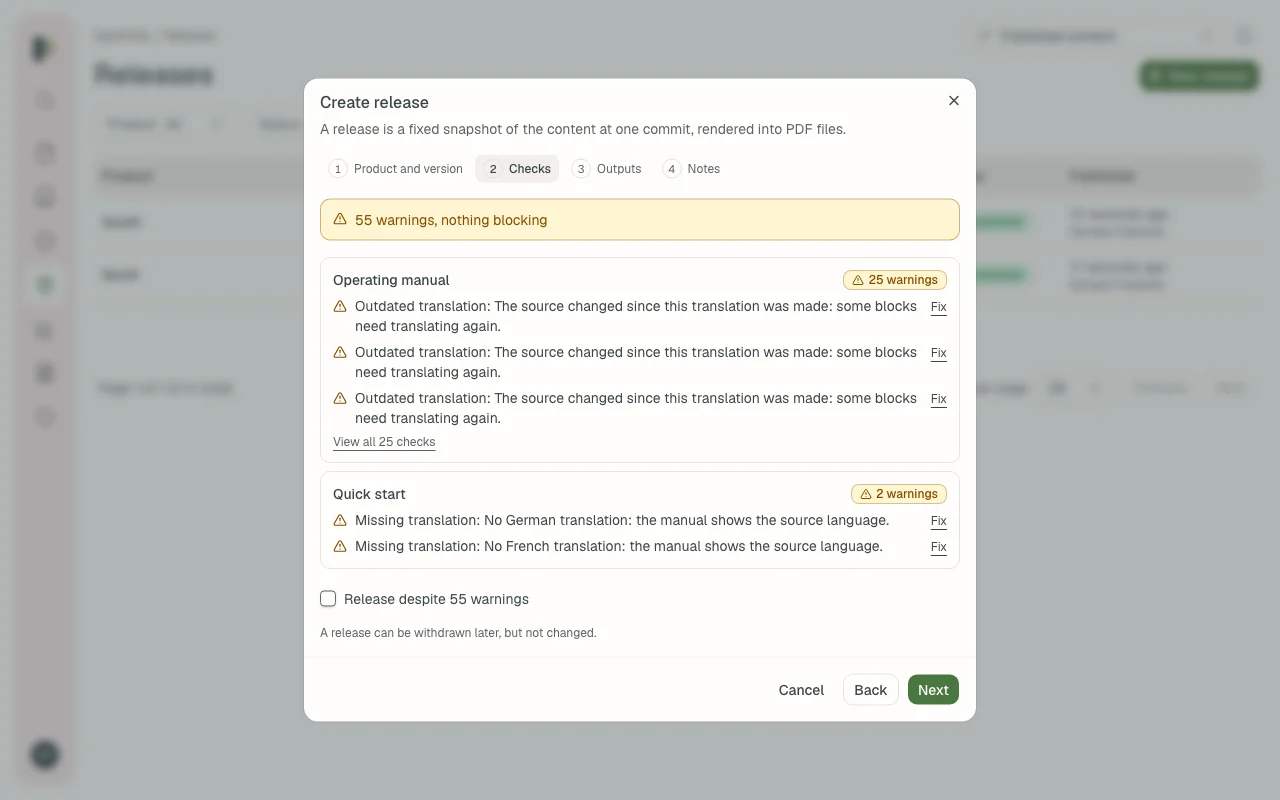 Releases
Create release
A release is a fixed snapshot of the content at one commit, rendered into PDF files.
1 Product and version 2 Checks 3 Outputs 4 Notes
55 warnings, nothing blocking
Operating manual 25 warnings
Outdated translation: The source changed since this translation was made: some blocks Fix
need translating again.
Outdated translation: The source changed since this translation was made: some blocks Fix
need translating again.
Outdated translation: The source changed since this translation was made: some blocks Fix
need translating again.
View all 25 checks
Quick start 2 warnings
Missing translation: No German translation: the manual shows the source language. Fix
Missing translation: No French translation: the manual shows the source language. Fix
Release despite 55 warnings
A release can be withdrawn later, but not changed.
Cancel Back Next